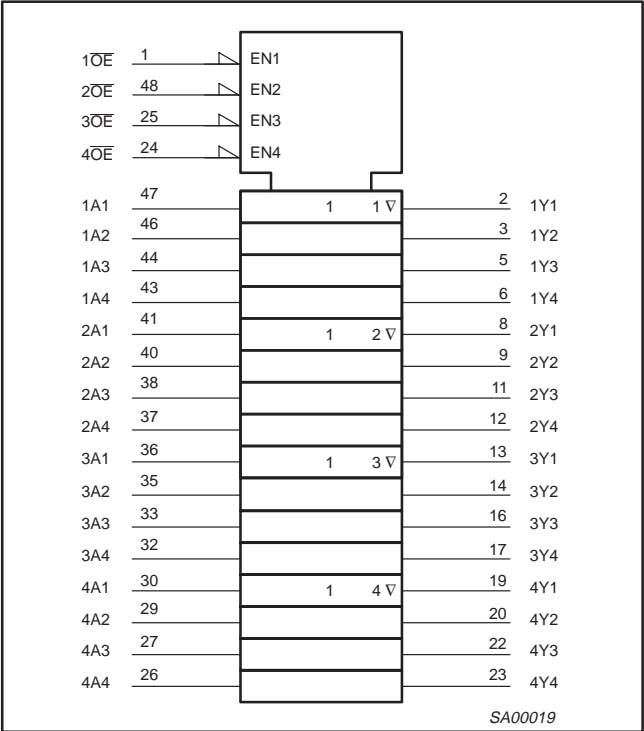 1O̅E̅ 1 EN1
2O̅E̅ 48 EN2
3O̅E̅ 25 EN3
4O̅E̅ 24 EN4
1A1 47 1 1 ∇ 2 1Y1
1A2 46 3 1Y2
1A3 44 5 1Y3
1A4 43 6 1Y4
2A1 41 1 2 ∇ 8 2Y1
2A2 40 9 2Y2
2A3 38 11 2Y3
2A4 37 12 2Y4
3A1 36 1 3 ∇ 13 3Y1
3A2 35 14 3Y2
3A3 33 16 3Y3
3A4 32 17 3Y4
4A1 30 1 4 ∇ 19 4Y1
4A2 29 20 4Y2
4A3 27 22 4Y3
4A4 26 23 4Y4
SA00019